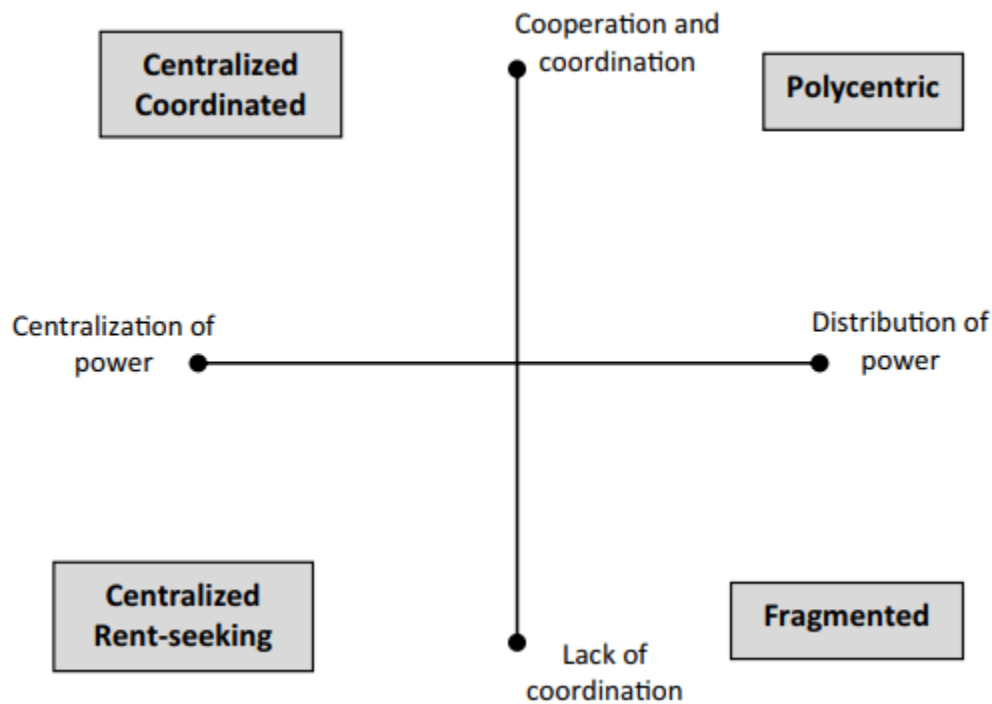 Cooperation and
coordination
Centralized
Coordinated
Polycentric
Centralization of
power
Distribution of
power
Centralized
Rent-seeking
Fragmented
Lack of
coordination